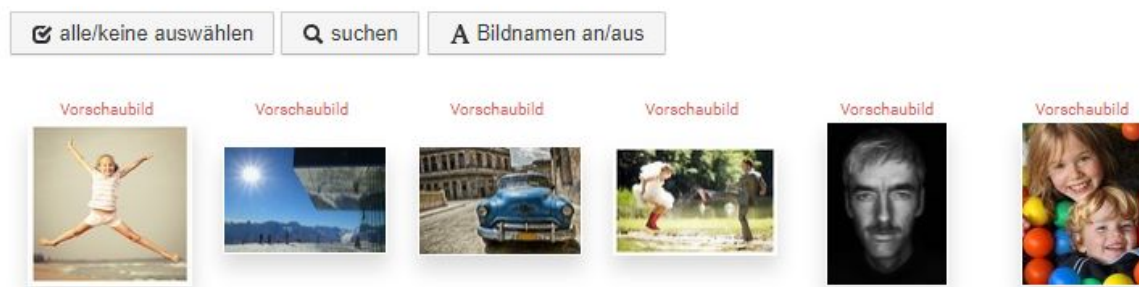 alle/keine auswählen
suchen
A Bildnamen an/aus
Vorschaubild
Vorschaubild
Vorschaubild
Vorschaubild
Vorschaubild
Vorschaubild